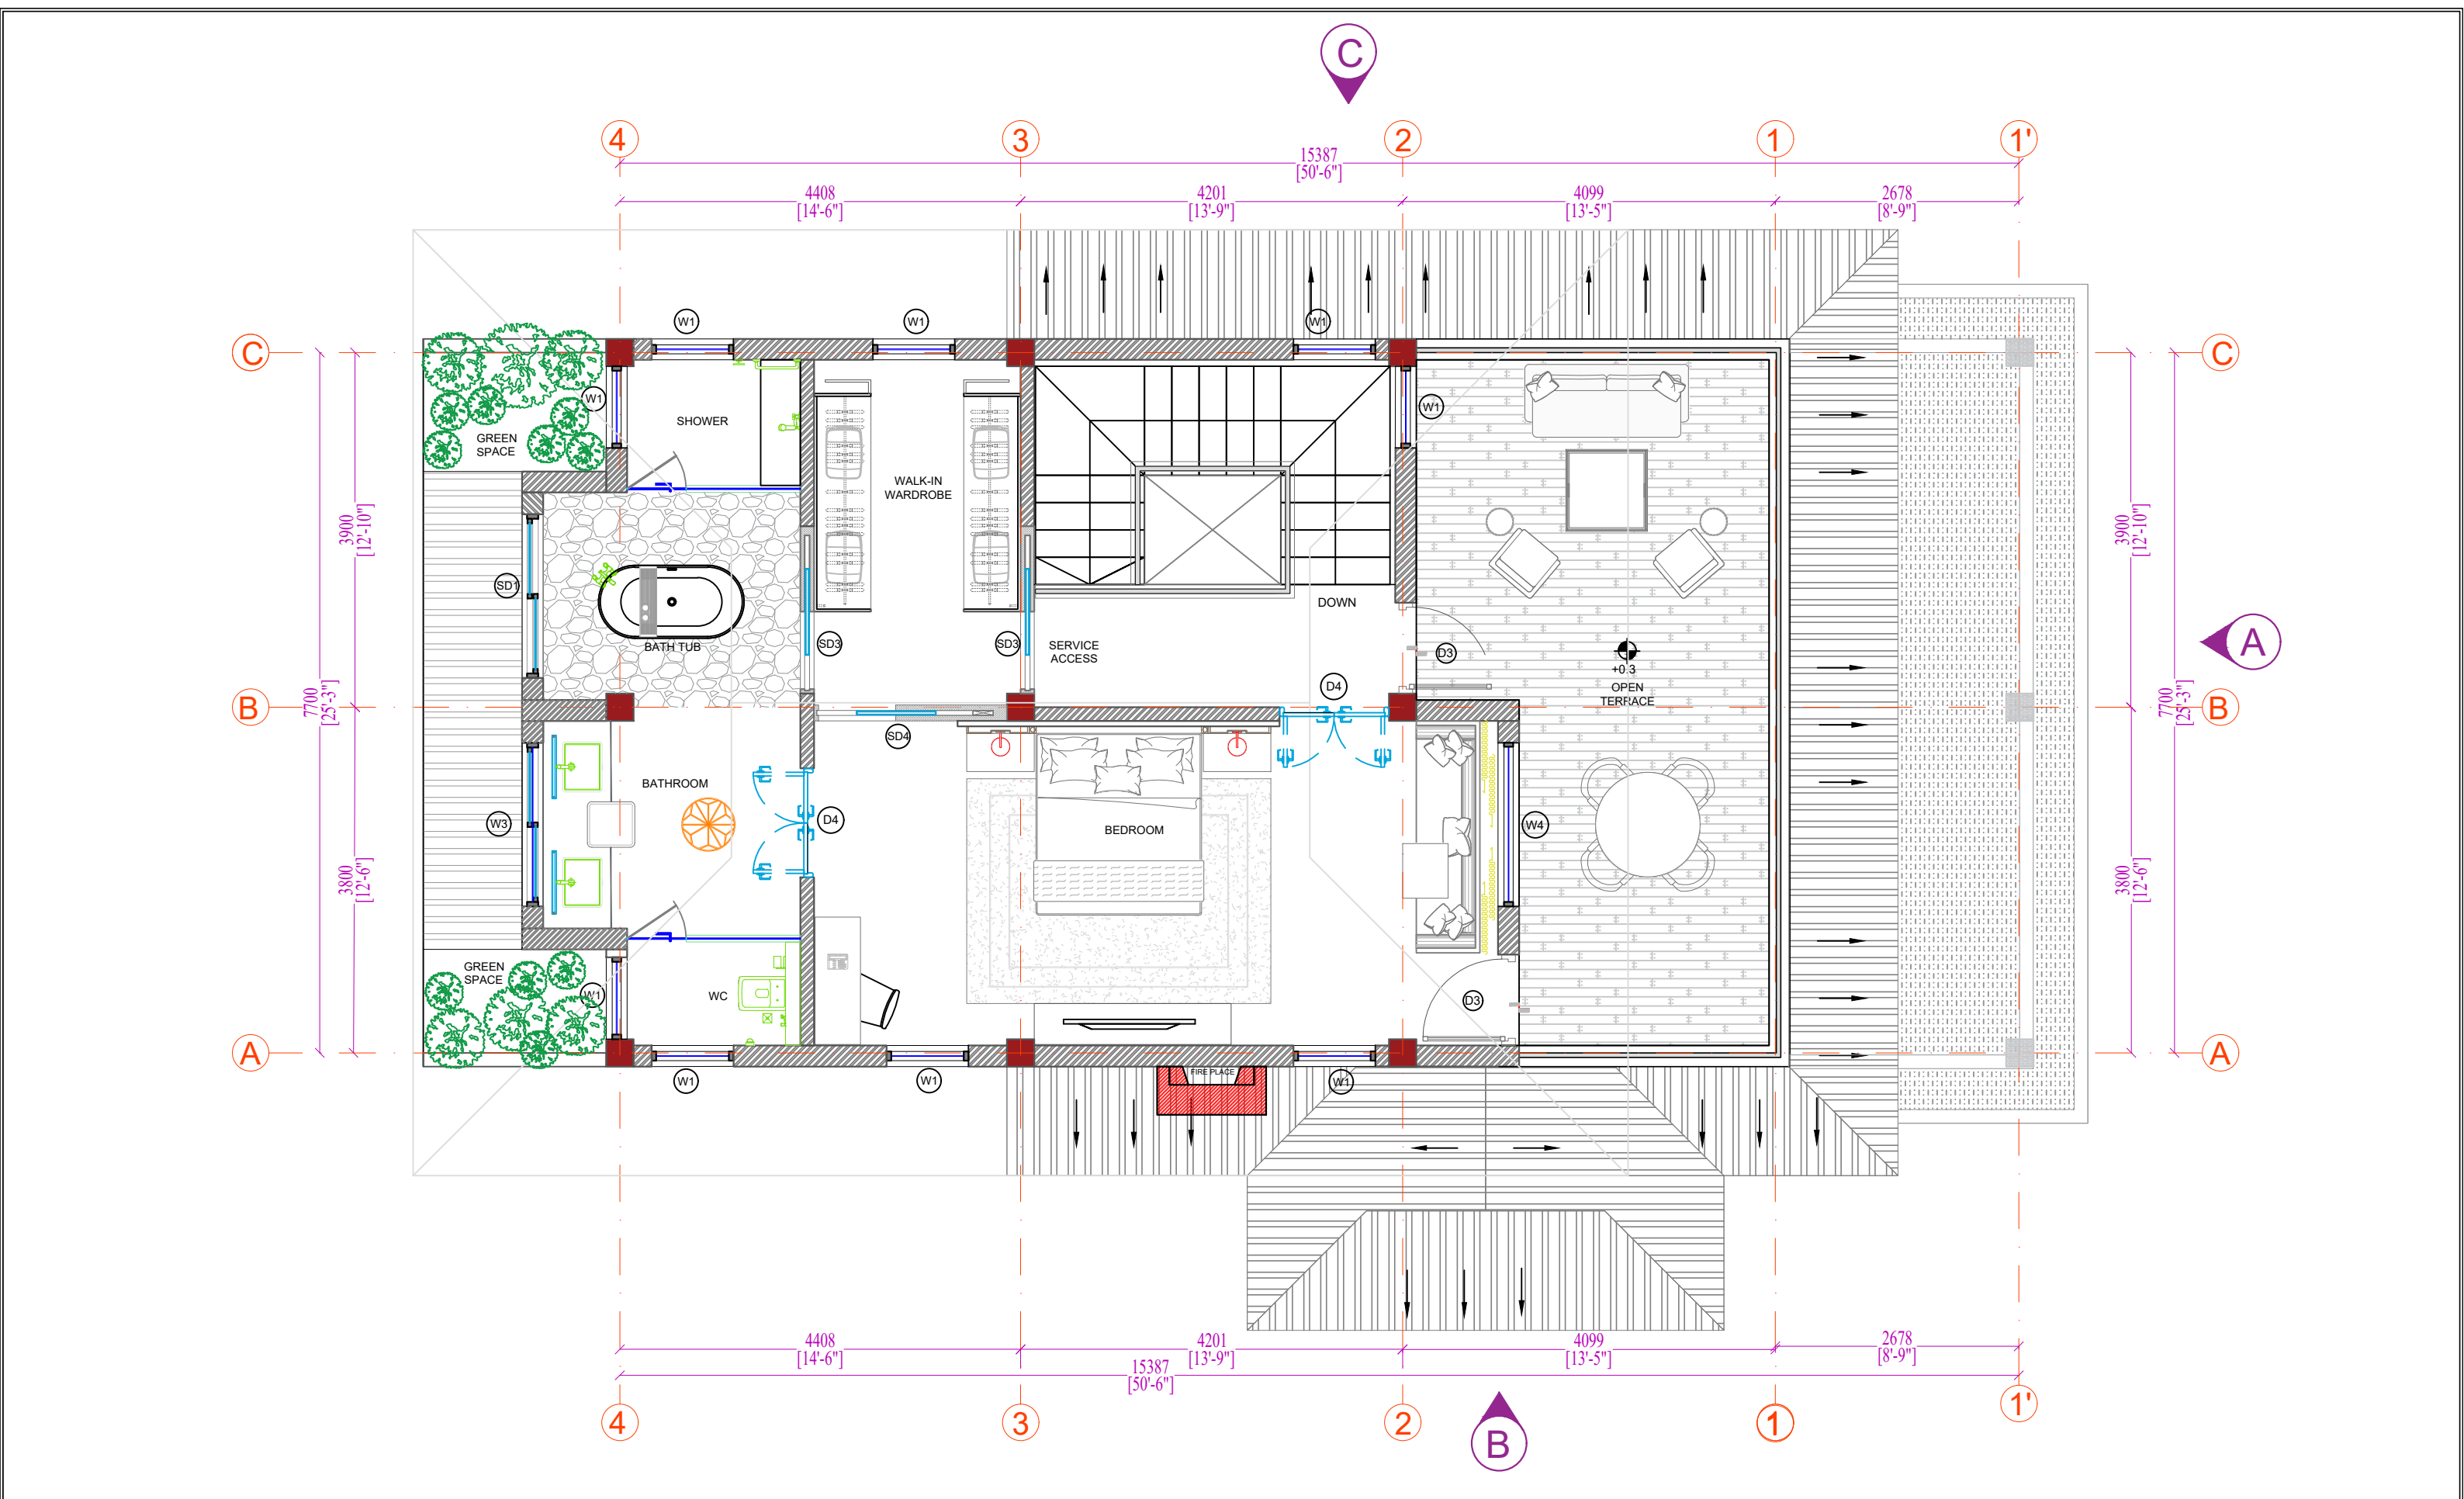 C
4
3
2
1
1'
15387
[50'-6"]
4408
[14'-6"]
4201
[13'-9"]
4099
[13'-5"]
2678
[8'-9"]
W1
W1
W1
C
C
W1
SHOWER
W1
GREEN
SPACE
WALK-IN
WARDROBE
3900
[12'-10"]
3900
[12'-10"]
SD1
DOWN
BATH TUB
SD3
SD3
SERVICE
ACCESS
D3
+0.3
OPEN
TERRACE
A
D4
B
7700
[25'-3"]
7700
[25'-3"]
B
SD4
BATHROOM
W3
D4
BEDROOM
W4
3800
[12'-6"]
3800
[12'-6"]
GREEN
SPACE
W1
WC
D3
A
A
W1
W1
FIRE PLACE
W1
4408
[14'-6"]
4201
[13'-9"]
4099
[13'-5"]
2678
[8'-9"]
15387
[50'-6"]
4
3
2
1
1'
B